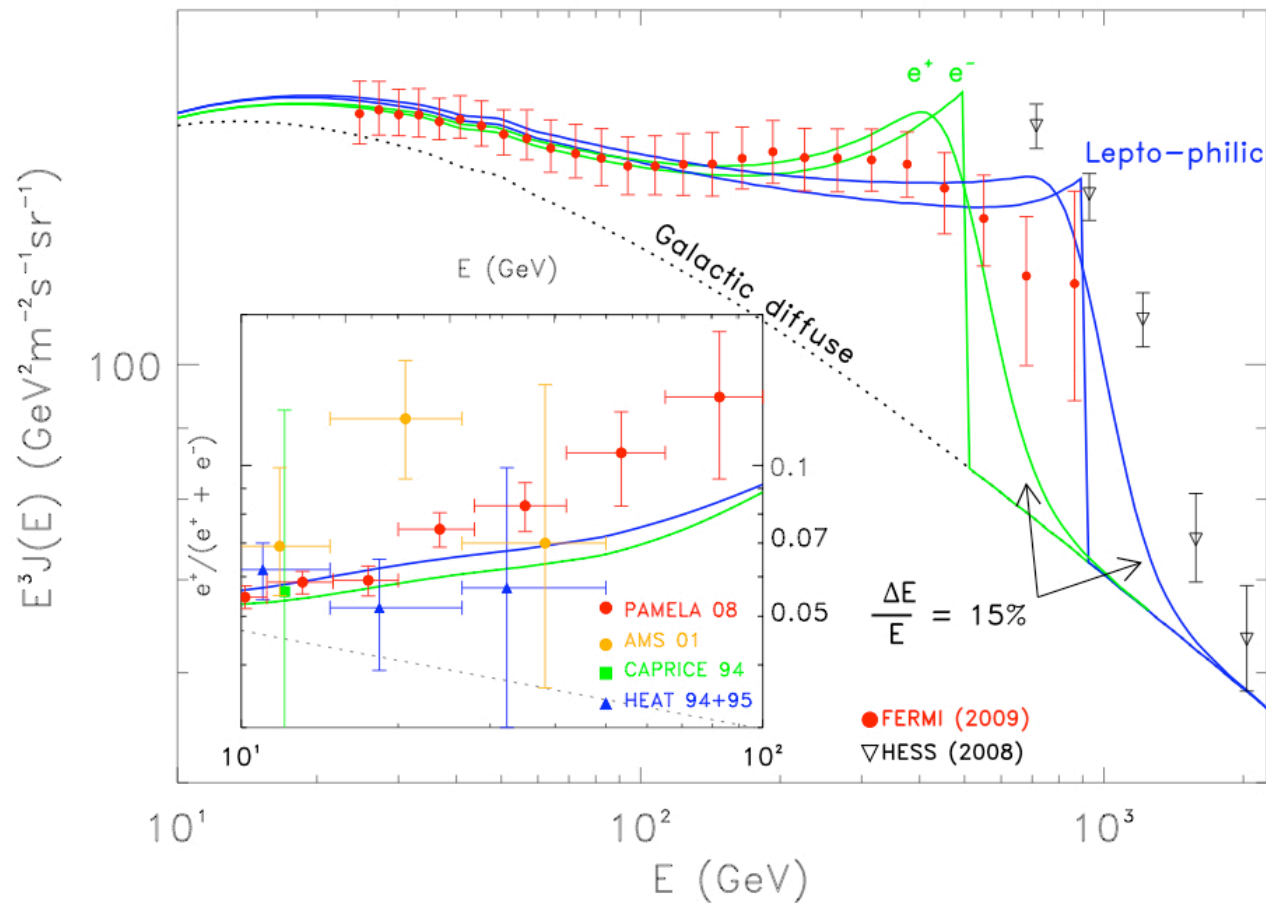 E³J(E) (GeV²m⁻²s⁻¹sr⁻¹)
100
e⁺ e⁻
Lepto-philic
Galactic diffuse
E (GeV)
e⁺/(e⁺ + e⁻)
0.1
0.07
0.05
PAMELA 08
AMS 01
CAPRICE 94
HEAT 94+95
10¹
10²
ΔE
E
= 15%
FERMI (2009)
HESS (2008)
10¹
10²
10³
E (GeV)